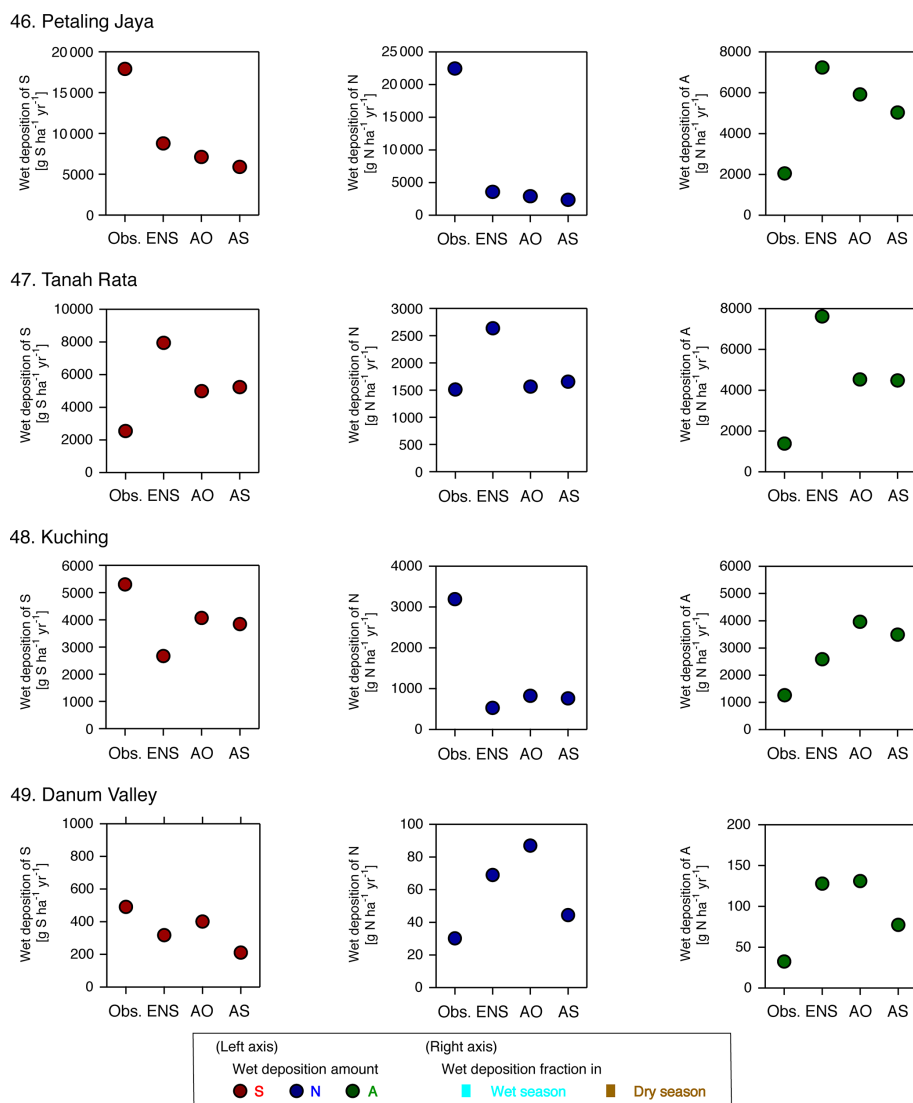 46. Petaling Jaya
Wet deposition of S
[g S ha⁻¹ yr⁻¹]
20 000
15 000
10 000
5000
0
Obs. ENS AO AS
Wet deposition of N
[g N ha⁻¹ yr⁻¹]
25 000
20 000
15 000
10 000
5000
0
Obs. ENS AO AS
Wet deposition of A
[g N ha⁻¹ yr⁻¹]
8000
6000
4000
2000
0
Obs. ENS AO AS
47. Tanah Rata
Wet deposition of S
[g S ha⁻¹ yr⁻¹]
10000
8000
6000
4000
2000
0
Obs. ENS AO AS
Wet deposition of N
[g N ha⁻¹ yr⁻¹]
3000
2500
2000
1500
1000
500
0
Obs. ENS AO AS
Wet deposition of A
[g N ha⁻¹ yr⁻¹]
8000
6000
4000
2000
0
Obs. ENS AO AS
48. Kuching
Wet deposition of S
[g S ha⁻¹ yr⁻¹]
6000
5000
4000
3000
2000
1000
0
Obs. ENS AO AS
Wet deposition of N
[g N ha⁻¹ yr⁻¹]
4000
3000
2000
1000
0
Obs. ENS AO AS
Wet deposition of A
[g N ha⁻¹ yr⁻¹]
6000
5000
4000
3000
2000
1000
0
Obs. ENS AO AS
49. Danum Valley
Wet deposition of S
[g S ha⁻¹ yr⁻¹]
1000
800
600
400
200
0
Obs. ENS AO AS
Wet deposition of N
[g N ha⁻¹ yr⁻¹]
100
80
60
40
20
0
Obs. ENS AO AS
Wet deposition of A
[g N ha⁻¹ yr⁻¹]
200
150
100
50
0
Obs. ENS AO AS
(Left axis) (Right axis)
Wet deposition amount Wet deposition fraction in
S N A Wet season Dry season